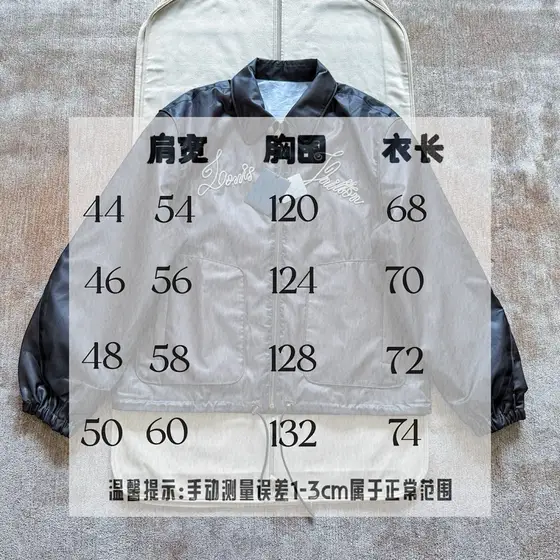 肩宽 胸围 衣长
Louis Vuitton
44 54 120 68
46 56 124 70
48 58 128 72
50 60 132 74
温馨提示:手动测量误差1-3cm属于正常范围